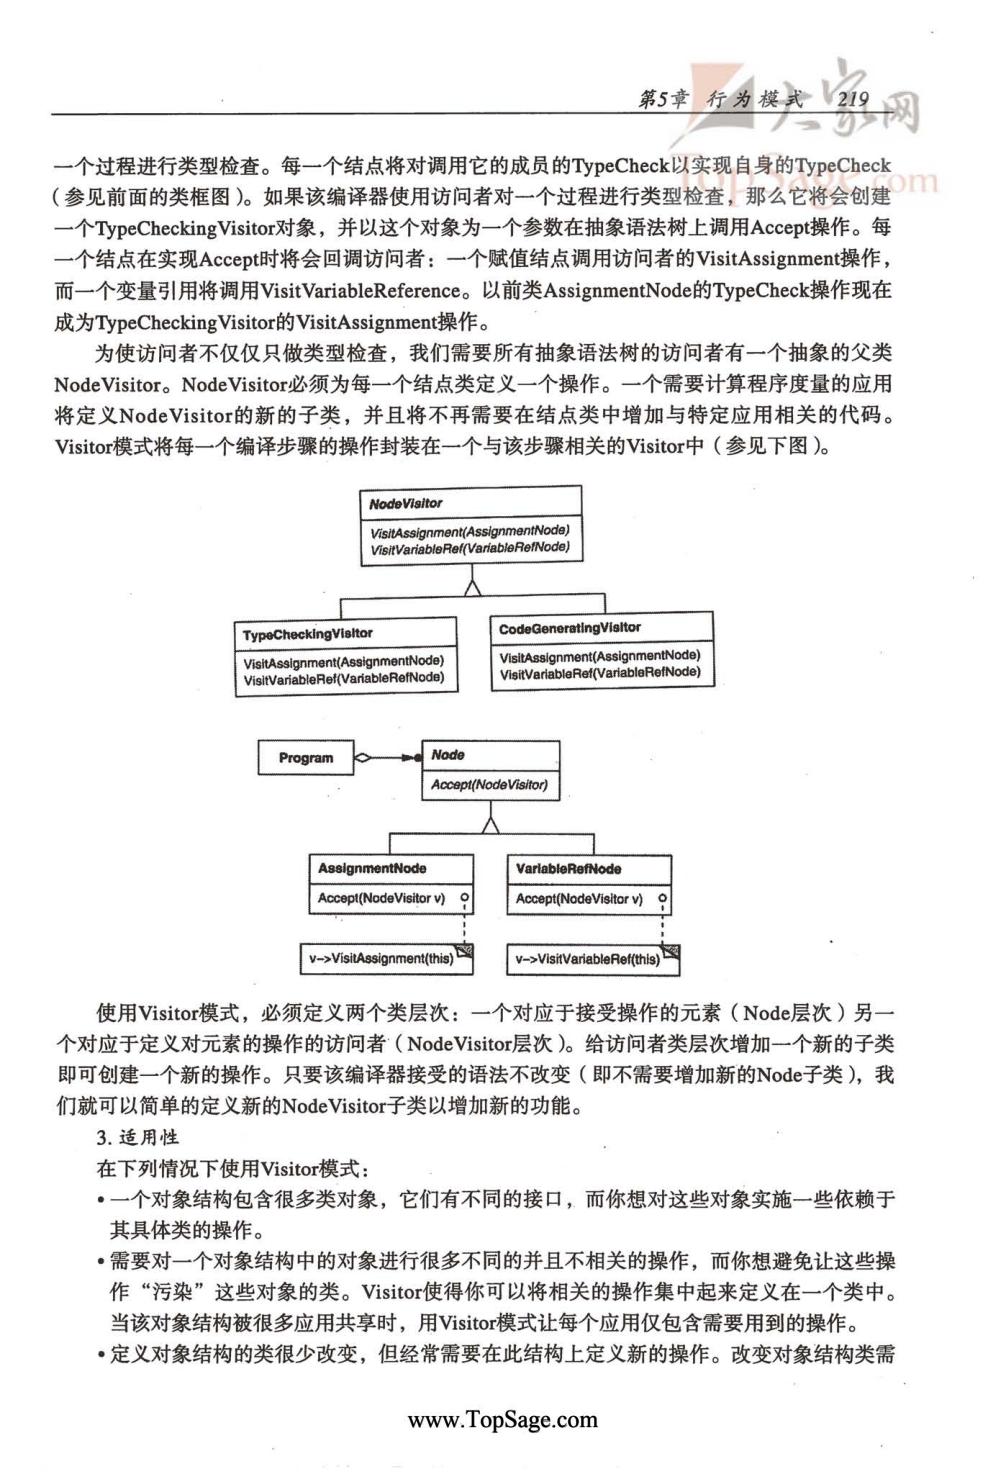 第5章 行为模式 219
大家网
TopSage.com
一个过程进行类型检查。每一个结点将对调用它的成员的TypeCheck以实现自身的TypeCheck
（参见前面的类框图）。如果该编译器使用访问者对一个过程进行类型检查，那么它将会创建
一个TypeCheckingVisitor对象，并以这个对象为一个参数在抽象语法树上调用Accept操作。每
一个结点在实现Accept时将会回调访问者：一个赋值结点调用访问者的VisitAssignment操作，
而一个变量引用将调用VisitVariableReference。以前类AssignmentNode的TypeCheck操作现在
成为TypeCheckingVisitor的VisitAssignment操作。
为使访问者不仅仅只做类型检查，我们需要所有抽象语法树的访问者有一个抽象的父类
NodeVisitor。NodeVisitor必须为每一个结点类定义一个操作。一个需要计算程序度量的应用
将定义NodeVisitor的新的子类，并且将不再需要在结点类中增加与特定应用相关的代码。
Visitor模式将每一个编译步骤的操作封装在一个与该步骤相关的Visitor中（参见下图）。
NodeVisitor
VisitAssignment(AssignmentNode)
VisitVariableRef(VariableRefNode)
TypeCheckingVisitor
VisitAssignment(AssignmentNode)
VisitVariableRef(VariableRefNode)
CodeGeneratingVisitor
VisitAssignment(AssignmentNode)
VisitVariableRef(VariableRefNode)
Program
Node
Accept(NodeVisitor)
AssignmentNode
Accept(NodeVisitor v)
VariableRefNode
Accept(NodeVisitor v)
v->VisitAssignment(this)
v->VisitVariableRef(this)
使用Visitor模式，必须定义两个类层次：一个对应于接受操作的元素（Node层次）另一
个对应于定义对元素的操作的访问者（NodeVisitor层次）。给访问者类层次增加一个新的子类
即可创建一个新的操作。只要该编译器接受的语法不改变（即不需要增加新的Node子类），我
们就可以简单的定义新的NodeVisitor子类以增加新的功能。
3. 适用性
在下列情况下使用Visitor模式：
•一个对象结构包含很多类对象，它们有不同的接口，而你想对这些对象实施一些依赖于
其具体类的操作。
•需要对一个对象结构中的对象进行很多不同的并且不相关的操作，而你想避免让这些操
作“污染”这些对象的类。Visitor使得你可以将相关的操作集中起来定义在一个类中。
当该对象结构被很多应用共享时，用Visitor模式让每个应用仅包含需要用到的操作。
•定义对象结构的类很少改变，但经常需要在此结构上定义新的操作。改变对象结构类需
www.TopSage.com